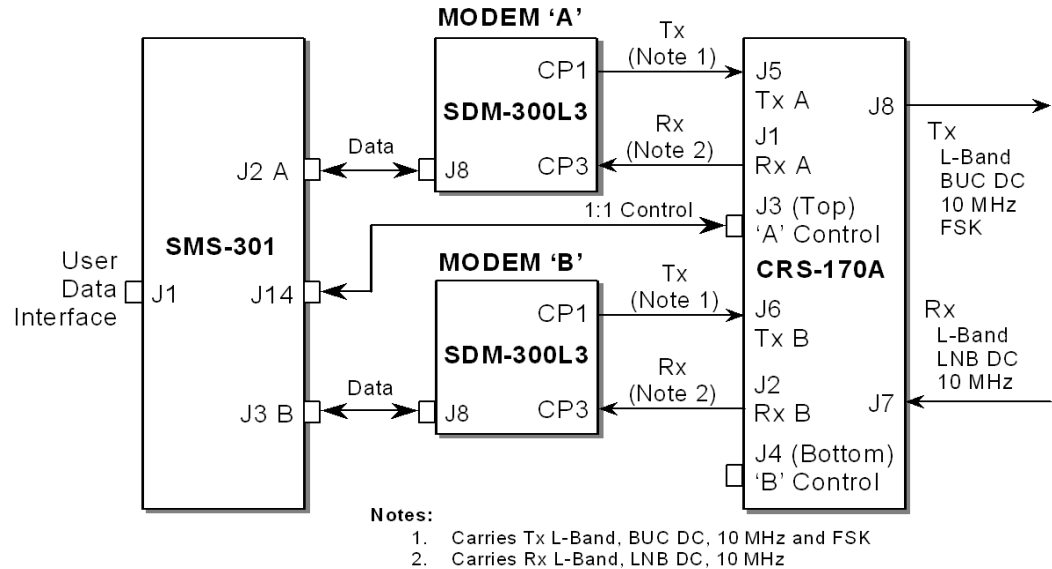 MODEM ‘A’
Tx
(Note 1)
CP1
J5
Tx A
SDM-300L3
J8
Tx
L-Band
BUC DC
10 MHz
FSK
Rx
(Note 2)
J1
Rx A
Data
J2 A
J8
CP3
1:1 Control
J3 (Top)
‘A’ Control
SMS-301
CRS-170A
User
Data
Interface
J1
J14
MODEM ‘B’
Tx
(Note 1)
CP1
J6
Tx B
SDM-300L3
Rx
L-Band
LNB DC
10 MHz
Rx
(Note 2)
J2
Rx B
J7
Data
J3 B
J8
CP3
J4 (Bottom)
‘B’ Control
Notes:
1. Carries Tx L-Band, BUC DC, 10 MHz and FSK
2. Carries Rx L-Band, LNB DC, 10 MHz